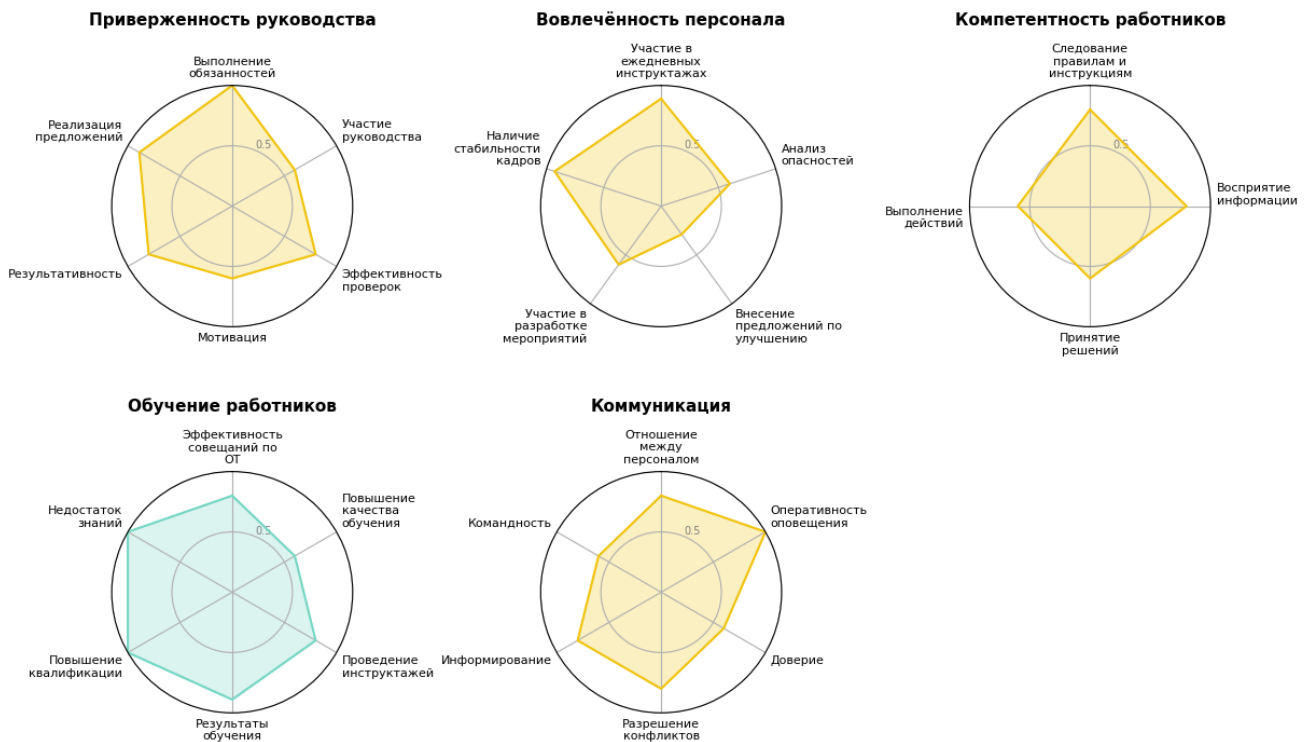 Приверженность руководства
Выполнение
обязанностей
Участие
руководства
Эффективность
проверок
Мотивация
Результативность
Реализация
предложений
0.5
Вовлечённость персонала
Участие в
ежедневных
инструктажах
Анализ
опасностей
Внесение
предложений по
улучшению
Участие в
разработке
мероприятий
Наличие
стабильности
кадров
0.5
Компетентность работников
Следование
правилам и
инструкциям
Восприятие
информации
Принятие
решений
Выполнение
действий
0.5
Обучение работников
Эффективность
совещаний по
ОТ
Повышение
качества
обучения
Проведение
инструктажей
Результаты
обучения
Повышение
квалификации
Недостаток
знаний
0.5
Коммуникация
Отношение
между
персоналом
Оперативность
оповещения
Доверие
Разрешение
конфликтов
Информирование
Командность
0.5